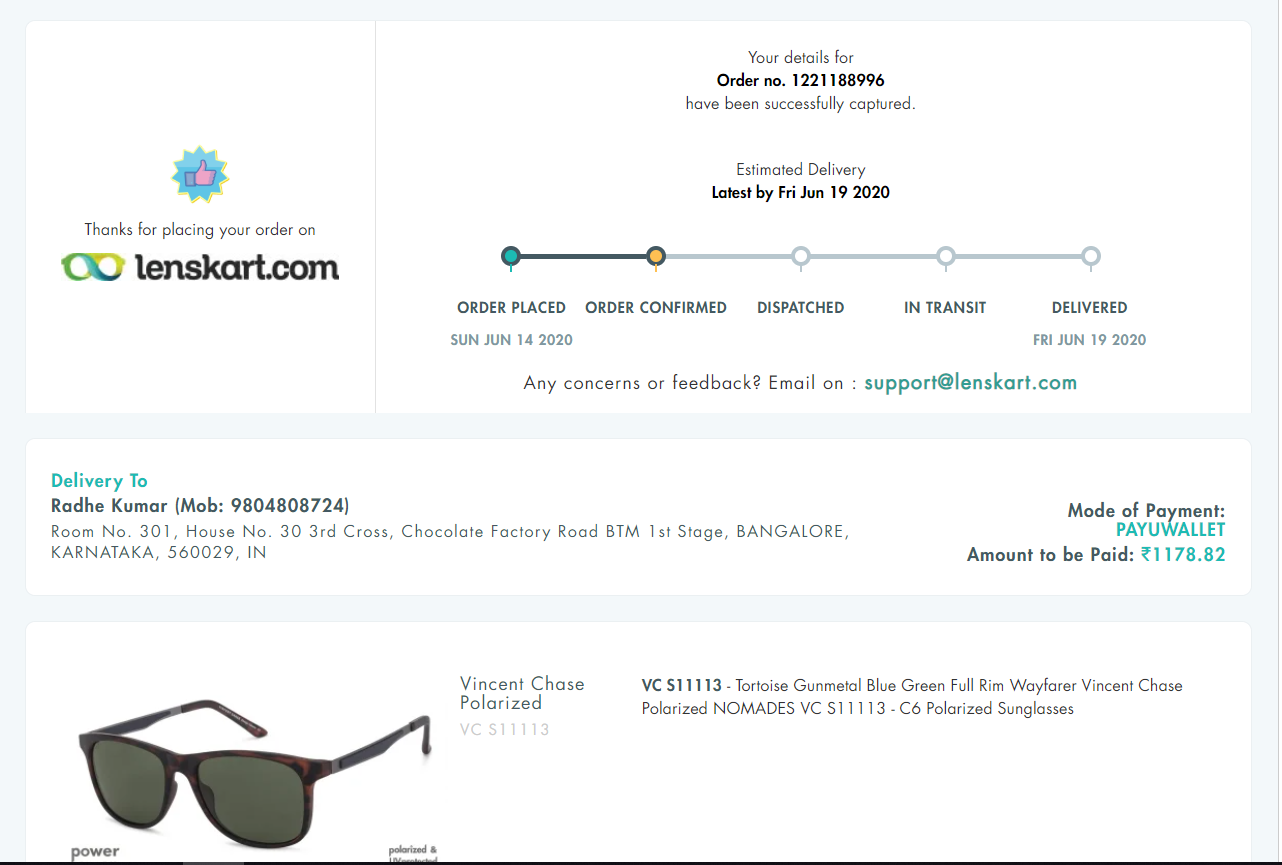 Thanks for placing your order on
lenskart.com
Your details for
Order no. 1221188996
have been successfully captured.
Estimated Delivery
Latest by Fri Jun 19 2020
ORDER PLACED ORDER CONFIRMED DISPATCHED IN TRANSIT DELIVERED
SUN JUN 14 2020 FRI JUN 19 2020
Any concerns or feedback? Email on : support@lenskart.com
Delivery To
Radhe Kumar (Mob: 9804808724)
Room No. 301, House No. 30 3rd Cross, Chocolate Factory Road BTM 1st Stage, BANGALORE,
KARNATAKA, 560029, IN
Mode of Payment:
PAYUWALLET
Amount to be Paid: ₹1178.82
Vincent Chase
Polarized
VC S11113
VC S11113 - Tortoise Gunmetal Blue Green Full Rim Wayfarer Vincent Chase
Polarized NOMADES VC S11113 - C6 Polarized Sunglasses
power
polarized &
UV protected